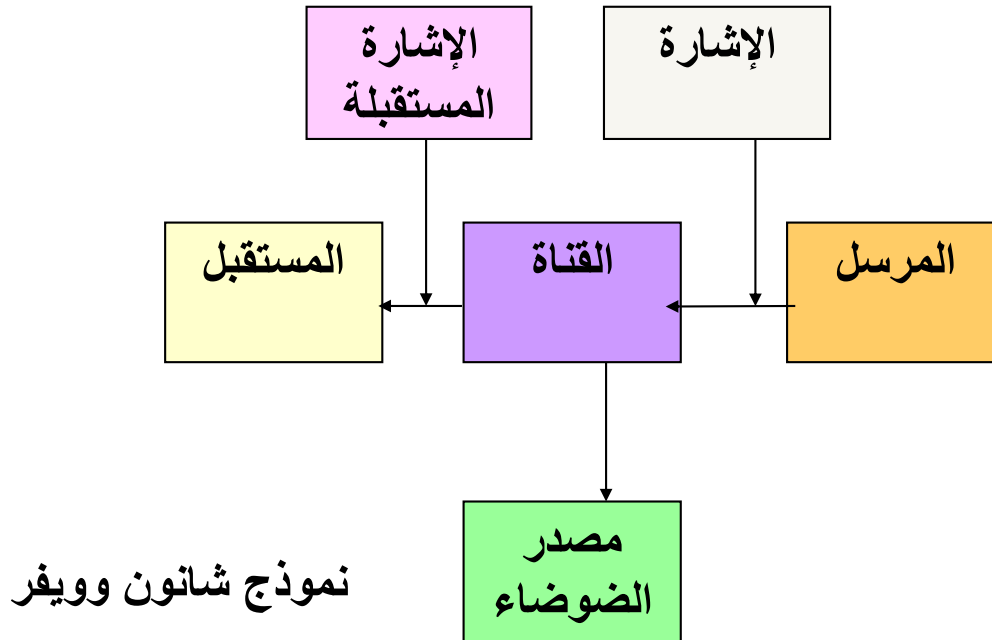 الإشارة
الإشارة
المستقبلة
المرسل
القناة
المستقبل
مصدر
الضوضاء
نموذج شانون وويفر